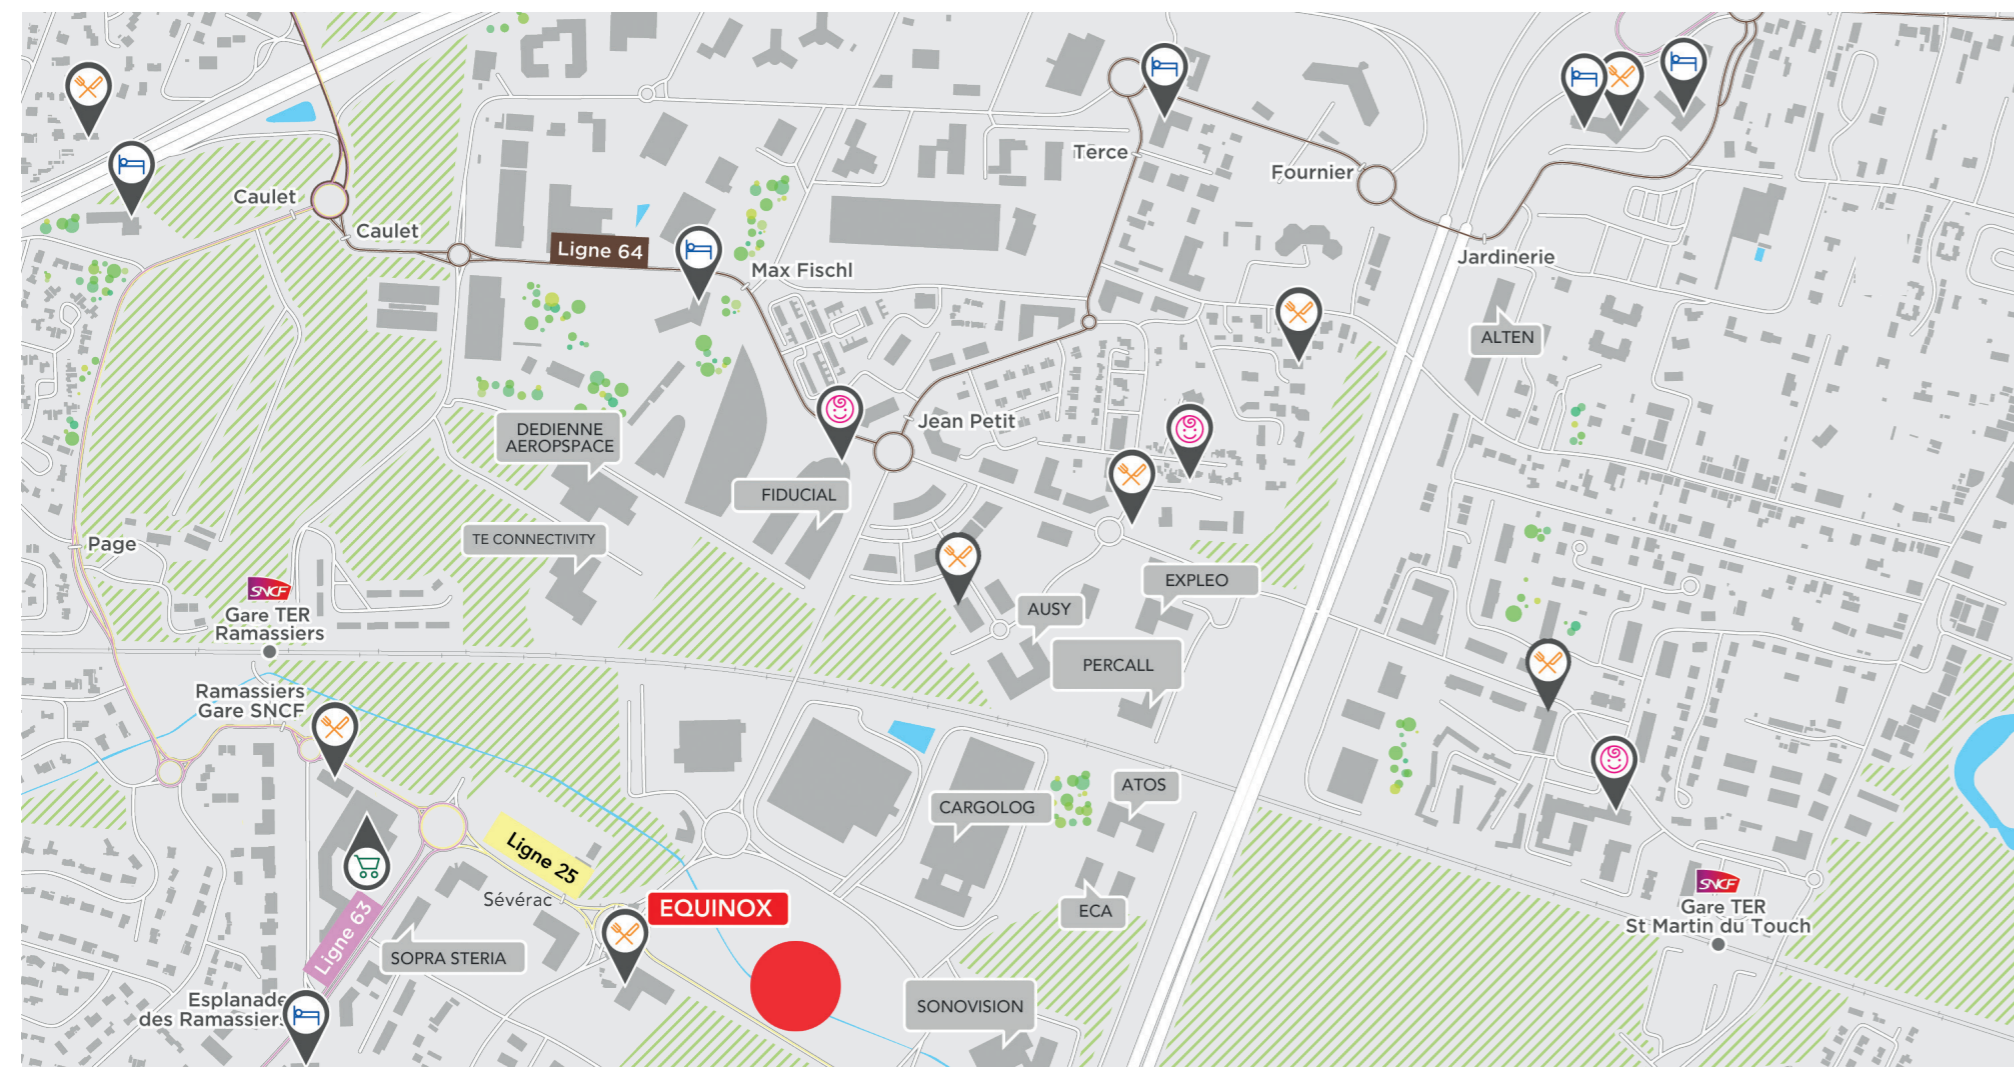 Terce
Fournier
Caulet
Caulet
Ligne 64
Max Fischl
Jardinerie
ALTEN
Jean Petit
DEDIENNE
AEROPSPACE
FIDUCIAL
TE CONNECTIVITY
Page
EXPLEO
SNCF
Gare TER
Ramassiers
AUSY
PERCALL
Ramassiers
Gare SNCF
ATOS
CARGOLOG
Ligne 25
SNCF
Gare TER
St Martin du Touch
Sévérac
EQUINOX
ECA
Ligne 63
SOPRA STERIA
Esplanade
des Ramassiers
SONOVISION